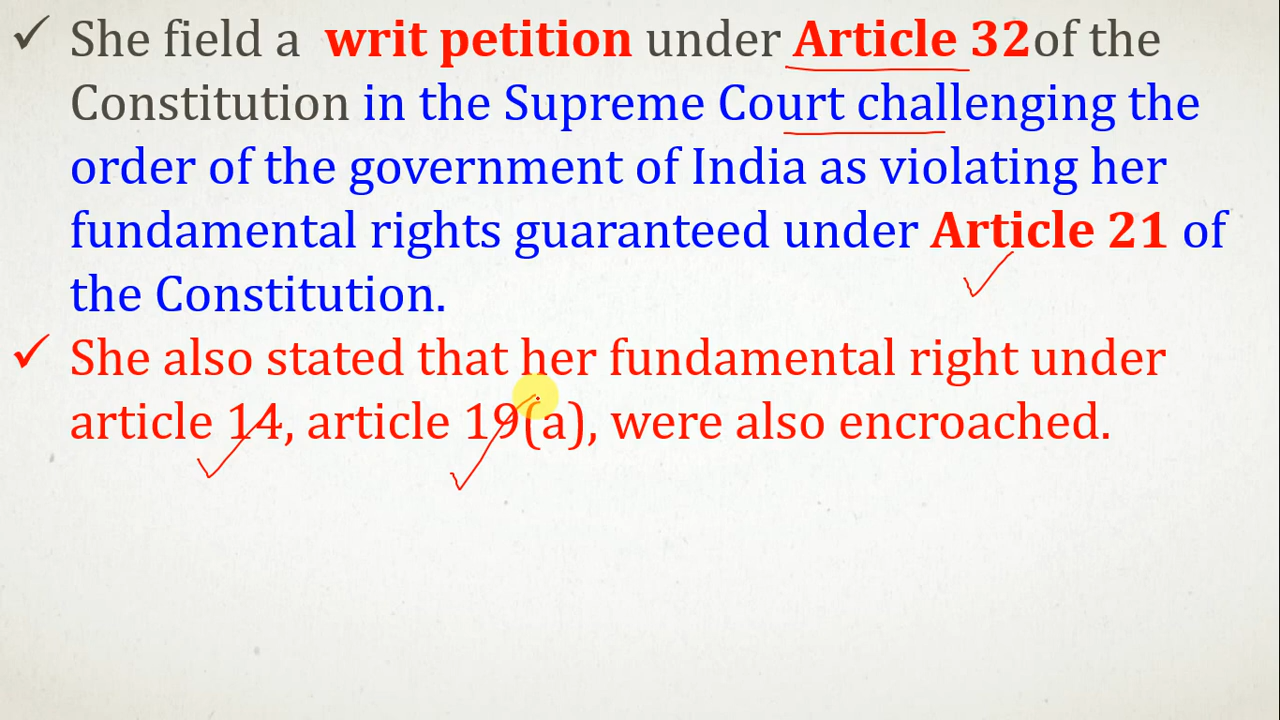 ✓ She field a writ petition under Article 32of the
Constitution in the Supreme Court challenging the
order of the government of India as violating her
fundamental rights guaranteed under Article 21 of
the Constitution.
✓ She also stated that her fundamental right under
article 14, article 19(a), were also encroached.